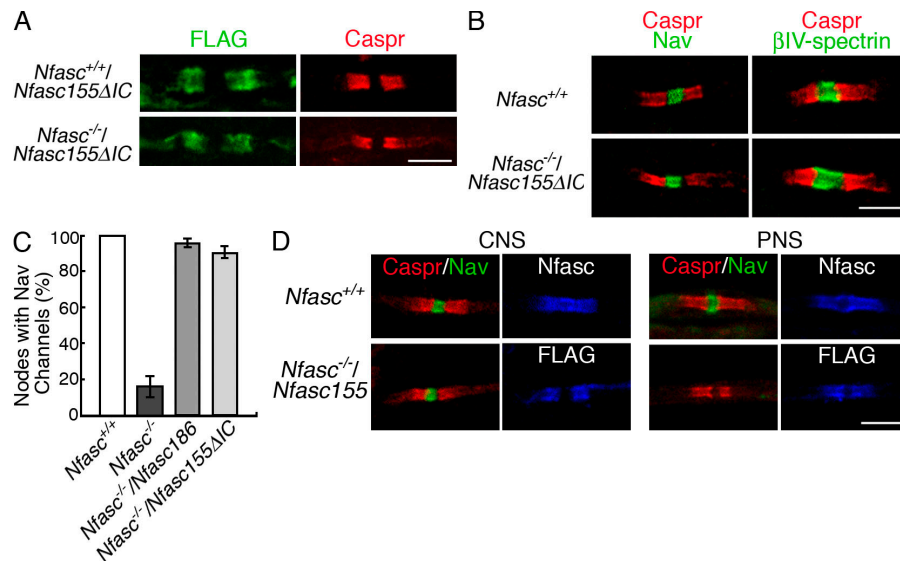 A
FLAG
Caspr
Nfasc+/+/
Nfasc155ΔIC
Nfasc-/-/
Nfasc155ΔIC
B
Caspr
Nav
Caspr
βIV-spectrin
Nfasc+/+
Nfasc-/-/
Nfasc155ΔIC
C
Nodes with Nav
Channels (%)
100
80
60
40
20
0
Nfasc+/+
Nfasc-/-
Nfasc-/-/Nfasc186
Nfasc-/-/Nfasc155ΔIC
D
CNS
PNS
Caspr/Nav
Nfasc
Caspr/Nav
Nfasc
Nfasc+/+
FLAG
FLAG
Nfasc-/-/
Nfasc155